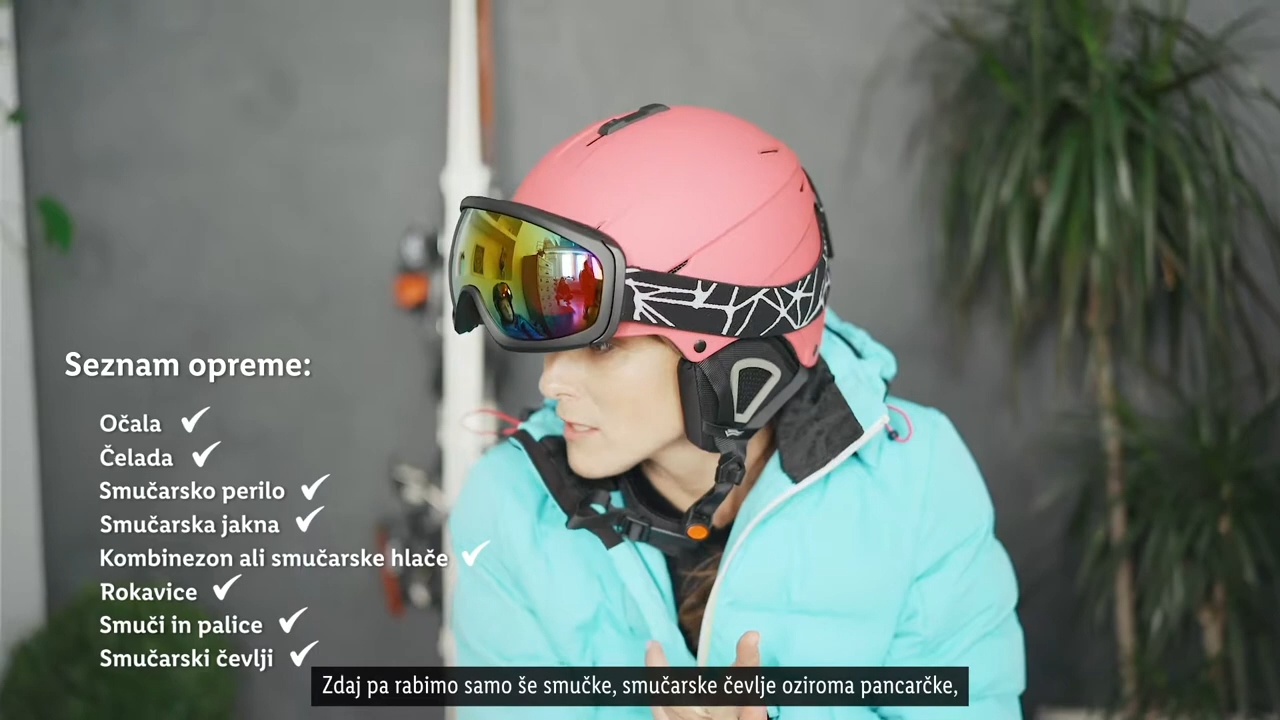 Seznam opreme:
Očala ✔
Čelada ✔
Smučarsko perilo ✔
Smučarska jakna ✔
Kombinezon ali smučarske hlače ✔
Rokavice ✔
Smuči in palice ✔
Smučarski čevlji ✔
Zdaj pa rabimo samo še smučke, smučarske čevlje oziroma pancarčke,